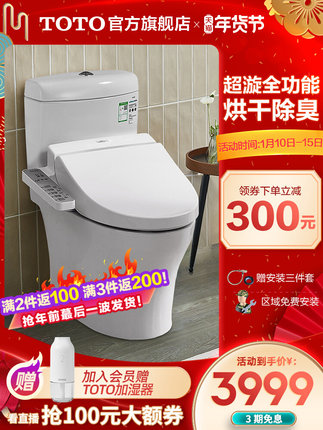 TOTO官方旗舰店 天猫年货节
超游全功能
烘干除臭
活动时间:1月10日-15日
领券下单立减
300元
赠安装三件套
区域免费安装
满2件返100 满3件返200!
抢年前最后一波发货!
赠
加入会员赠
TOTO加湿器
看直播 抢100元大额券
活动到手价¥:
3999
3期免息